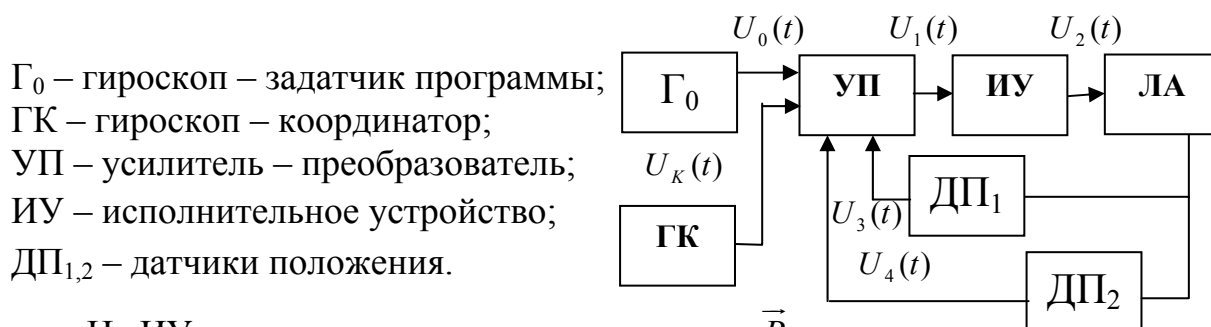 Г₀ – гироскоп – задатчик программы;
ГК – гироскоп – координатор;
УП – усилитель – преобразователь;
ИУ – исполнительное устройство;
ДП₁,₂ – датчики положения.
U₀(t) U₁(t) U₂(t)
Г₀ УП ИУ ЛА
U_K(t)
ДП₁
U₃(t)
ГК
U₄(t)
ДП₂